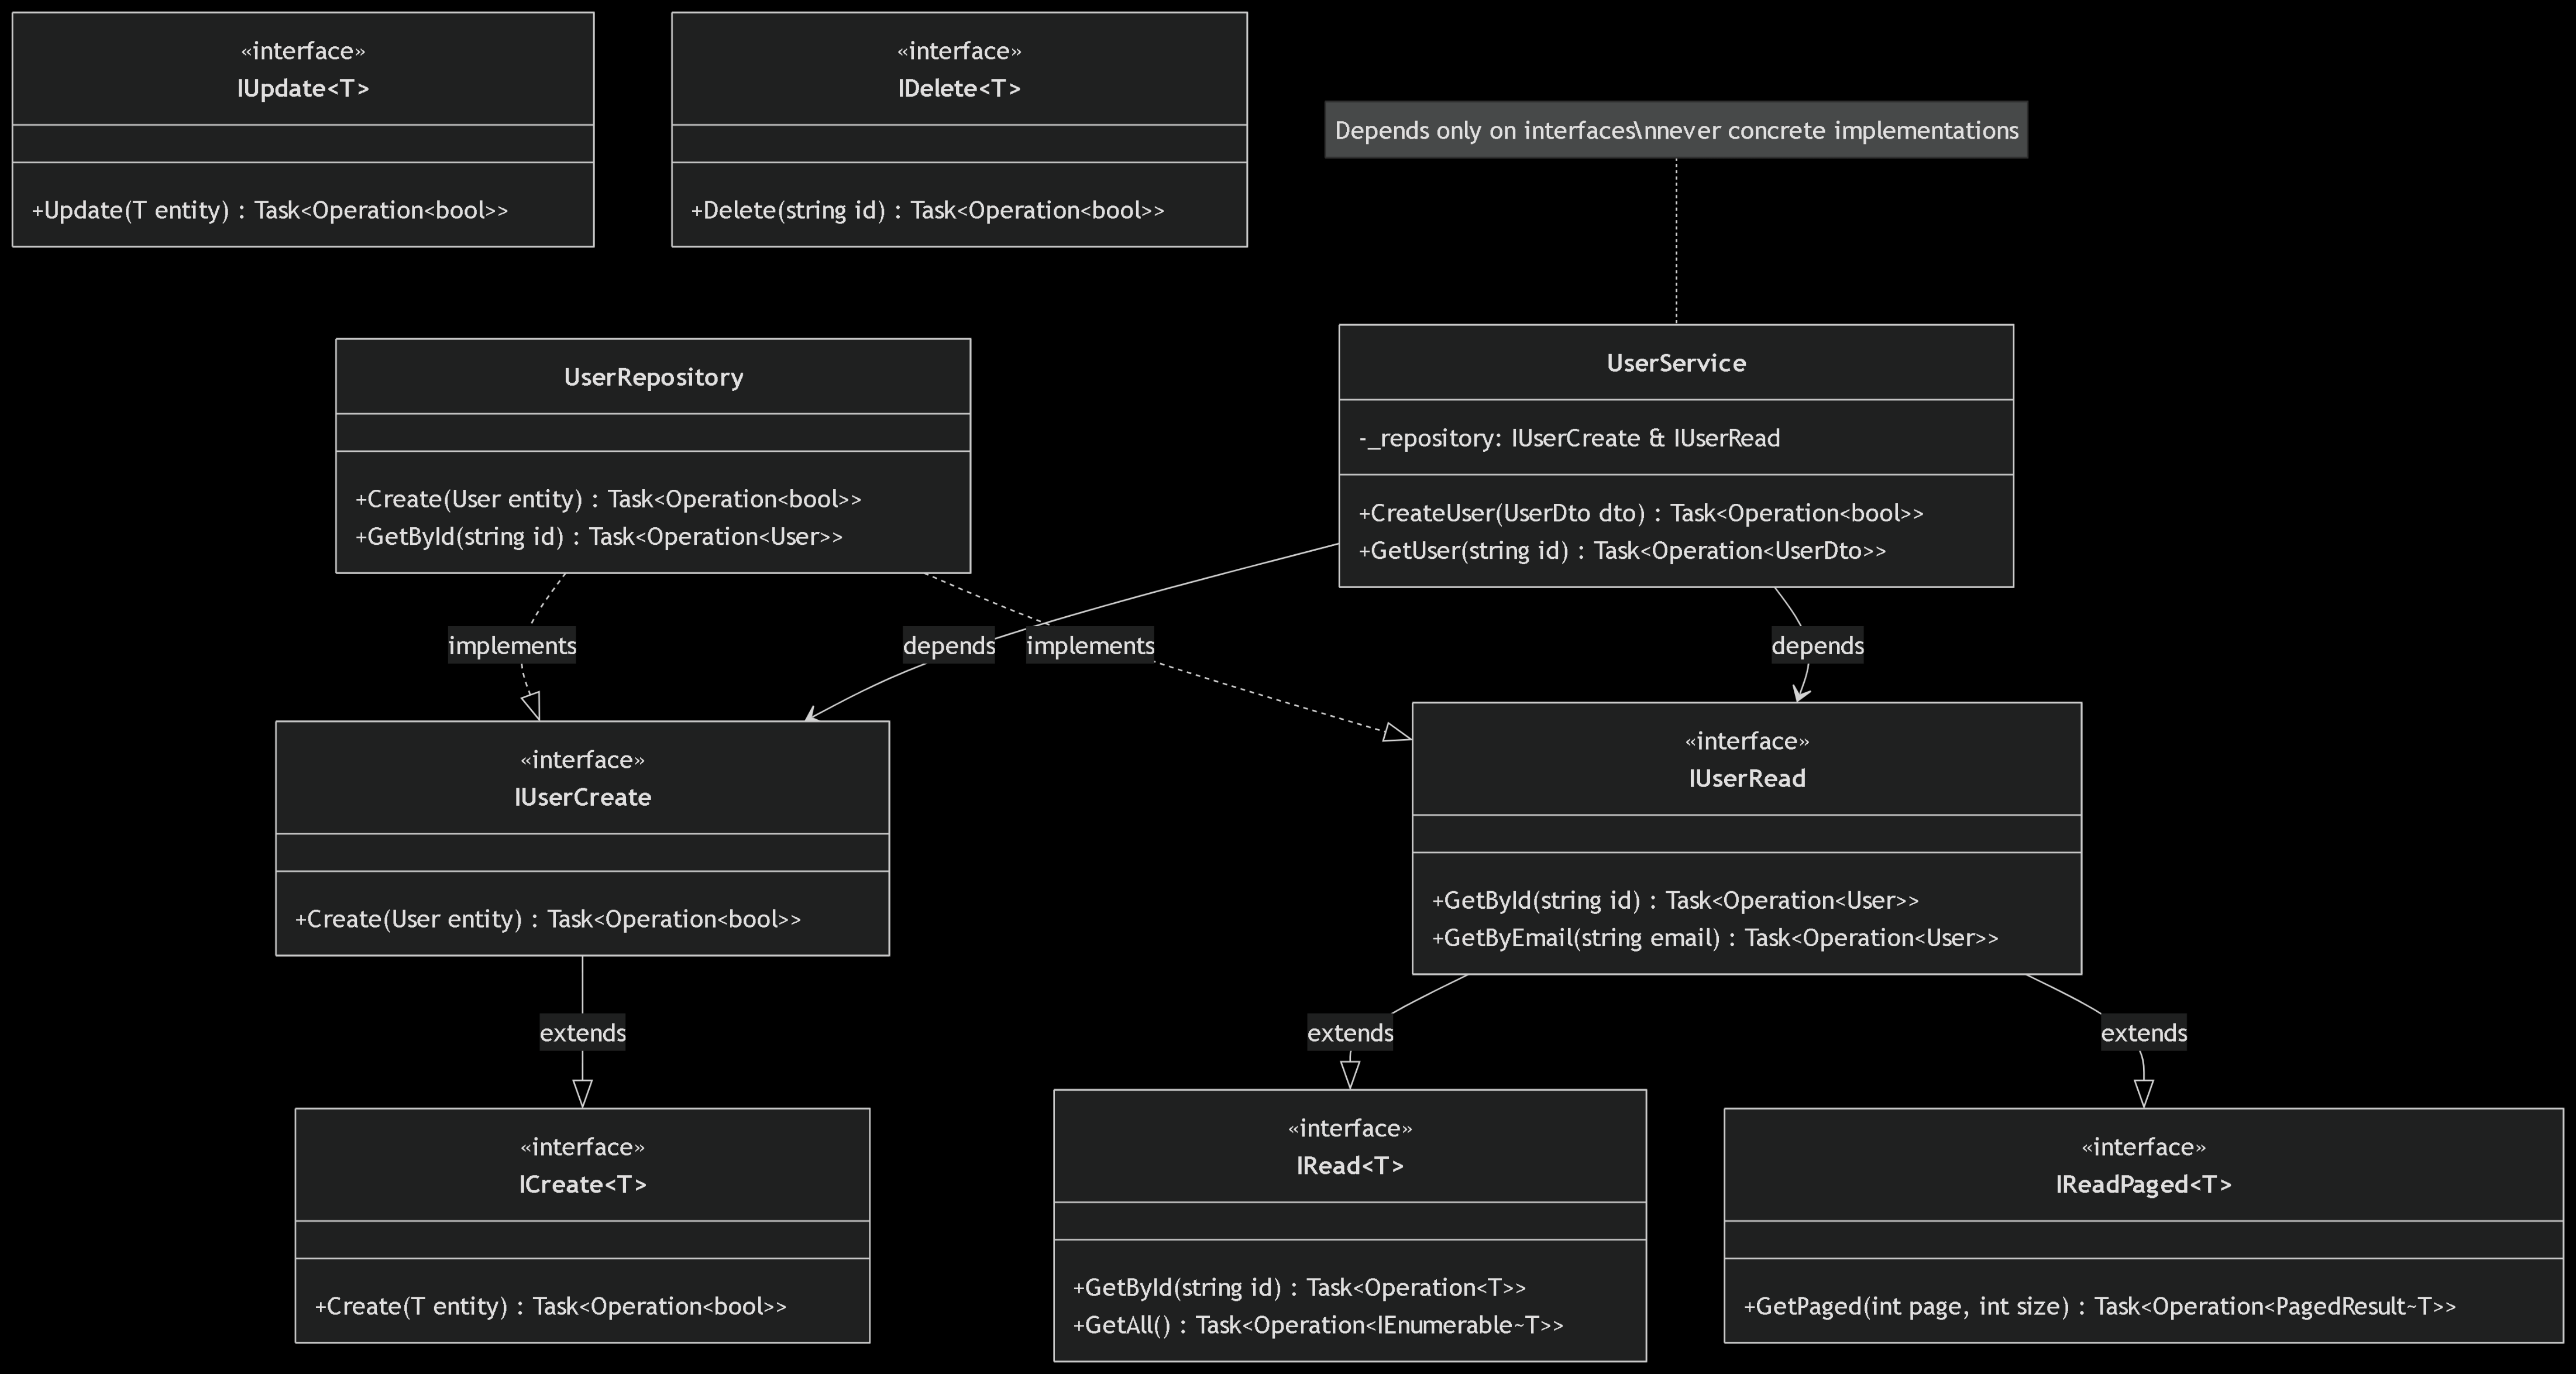 «interface»
IUpdate<T>
+Update(T entity) : Task<Operation<bool>>
«interface»
IDelete<T>
+Delete(string id) : Task<Operation<bool>>
Depends only on interfaces\nnever concrete implementations
UserRepository
+Create(User entity) : Task<Operation<bool>>
+GetById(string id) : Task<Operation<User>>
UserService
-_repository: IUserCreate & IUserRead
+CreateUser(UserDto dto) : Task<Operation<bool>>
+GetUser(string id) : Task<Operation<UserDto>>
implements
depends
implements
depends
«interface»
IUserCreate
+Create(User entity) : Task<Operation<bool>>
«interface»
IUserRead
+GetById(string id) : Task<Operation<User>>
+GetByEmail(string email) : Task<Operation<User>>
extends
extends
extends
«interface»
ICreate<T>
+Create(T entity) : Task<Operation<bool>>
«interface»
IRead<T>
+GetById(string id) : Task<Operation<T>>
+GetAll() : Task<Operation<IEnumerable~T>>
«interface»
IReadPaged<T>
+GetPaged(int page, int size) : Task<Operation<PagedResult~T>>